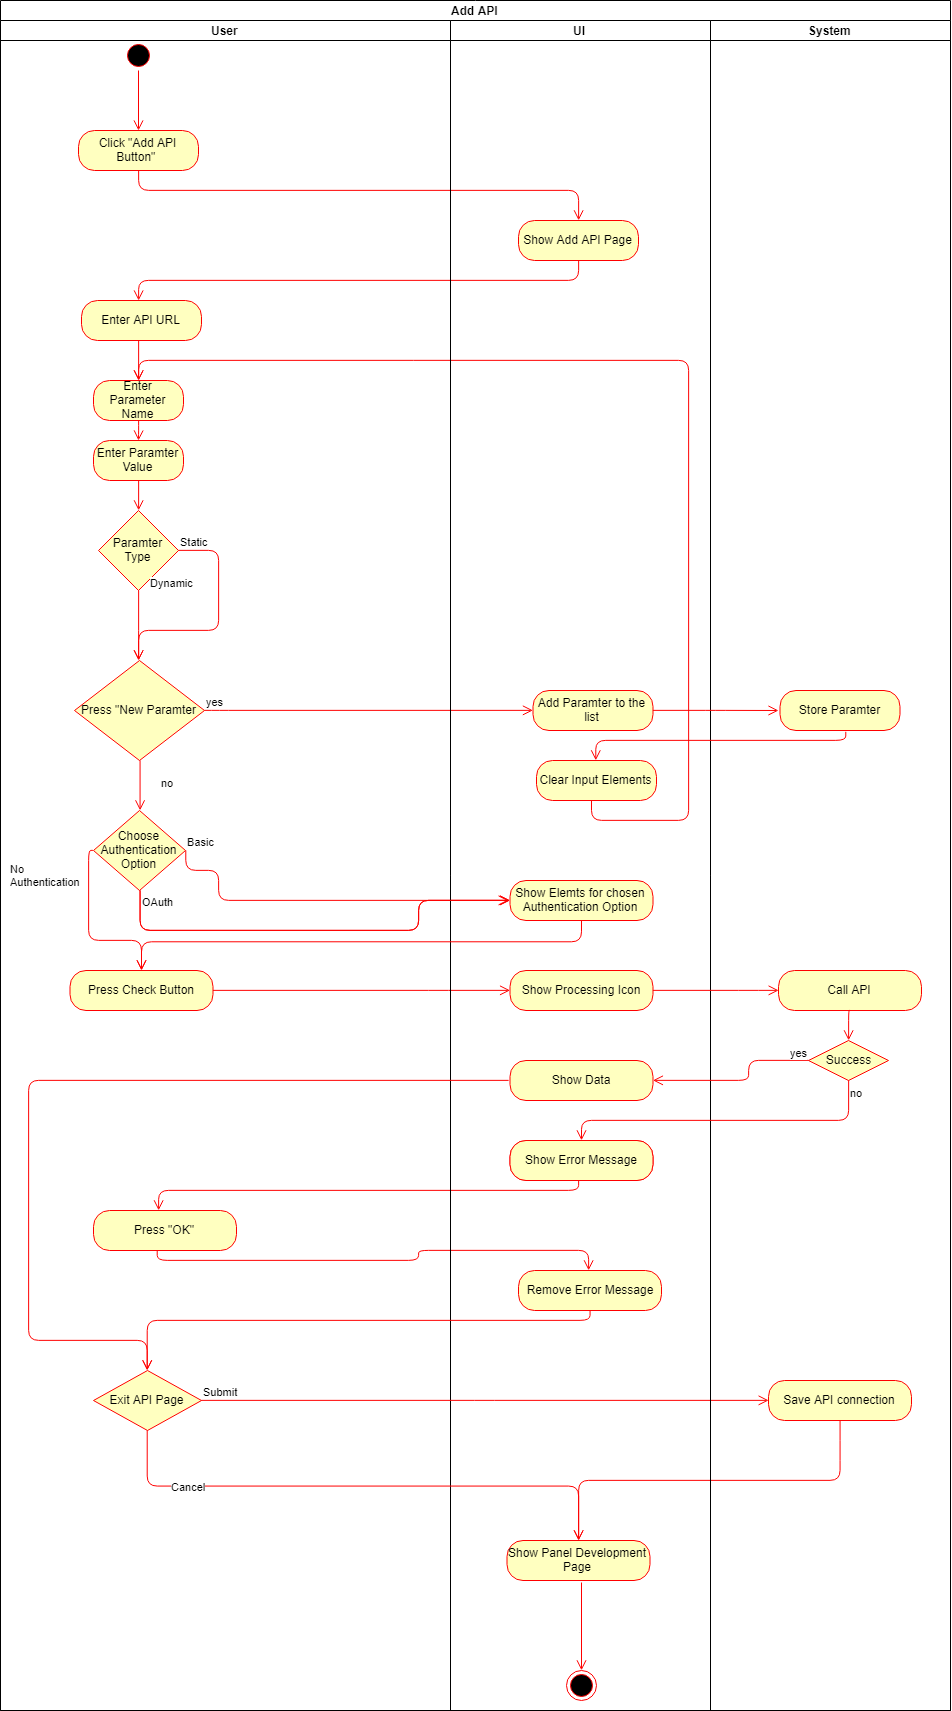 Add API
User
UI
System
Click "Add API
Button"
Show Add API Page
Enter API URL
Enter
Parameter
Name
Enter Paramter
Value
Paramter
Type
Static
Dynamic
Press "New Paramter
yes
Add Paramter to the
list
Store Paramter
Clear Input Elements
no
Choose
Authentication
Option
Basic
No
Authentication
OAuth
Show Elemts for chosen
Authentication Option
Press Check Button
Show Processing Icon
Call API
Success
yes
no
Show Data
Show Error Message
Press "OK"
Remove Error Message
Exit API Page
Submit
Save API connection
Cancel
Show Panel Development
Page